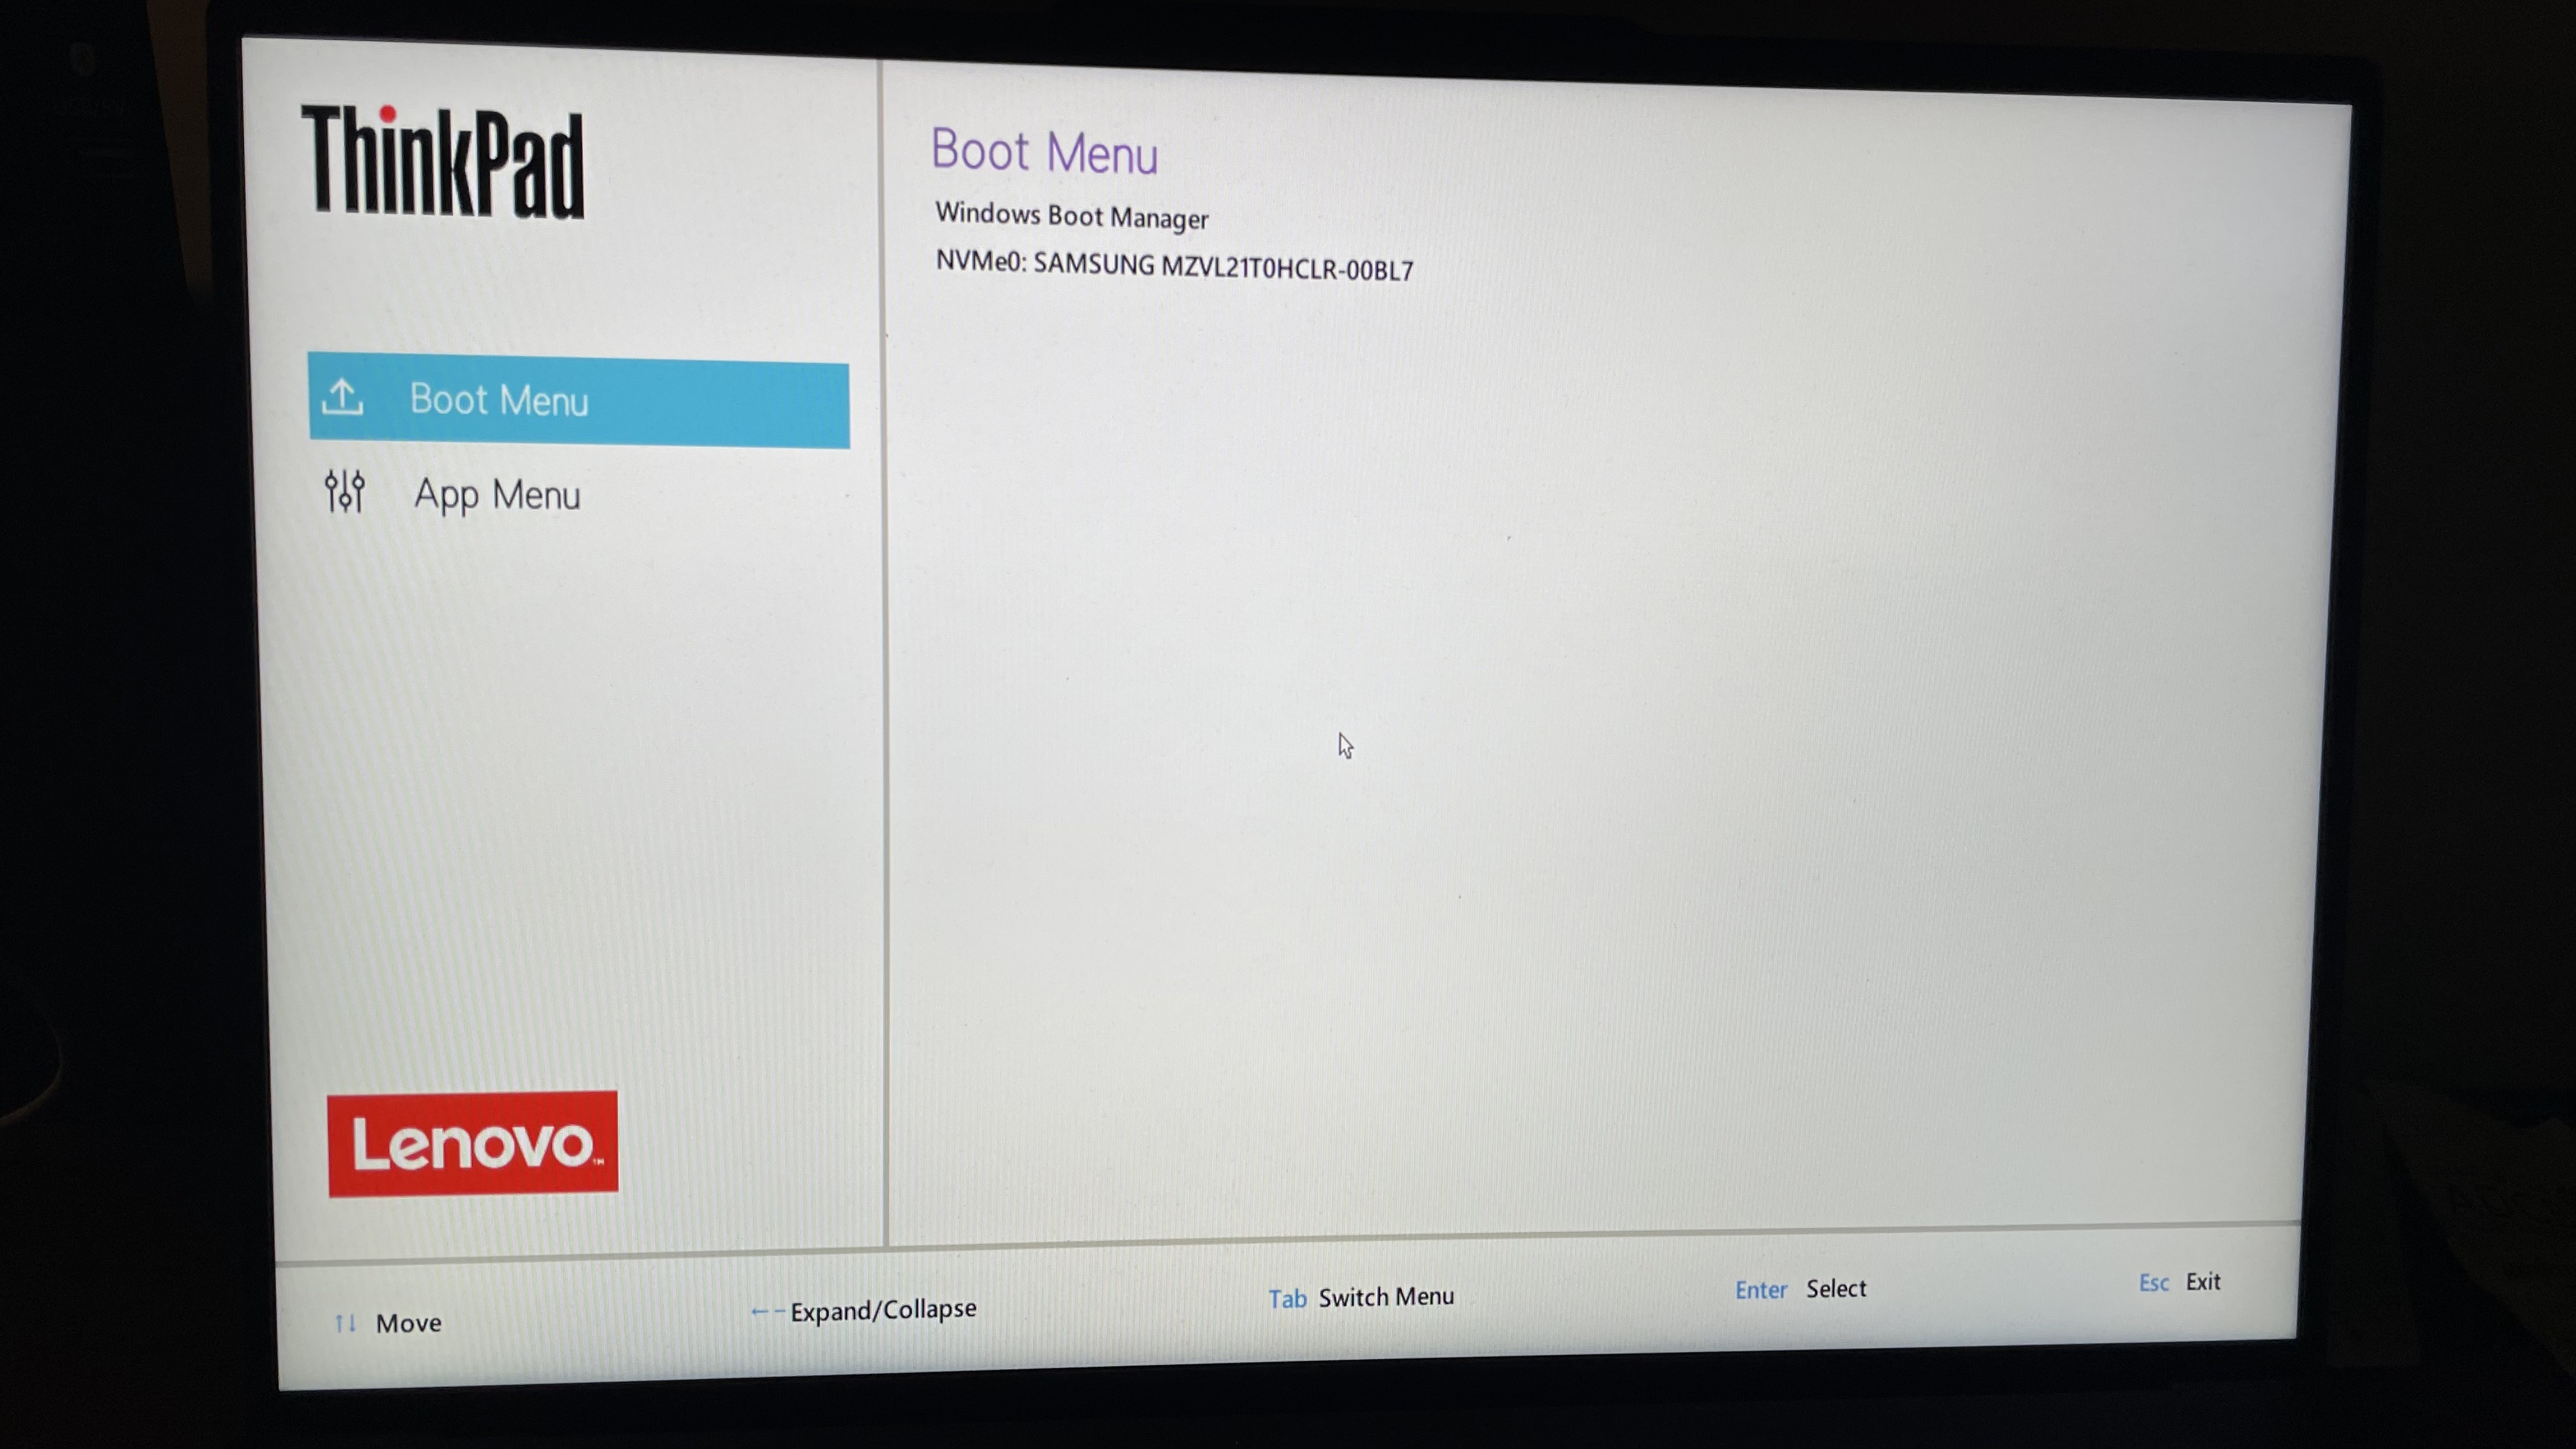 ThinkPad
Boot Menu
App Menu
Lenovo™
Boot Menu
Windows Boot Manager
NVMe0: SAMSUNG MZVL21T0HCLR-00BL7
↑↓ Move
←– Expand/Collapse
Tab Switch Menu
Enter Select
Esc Exit